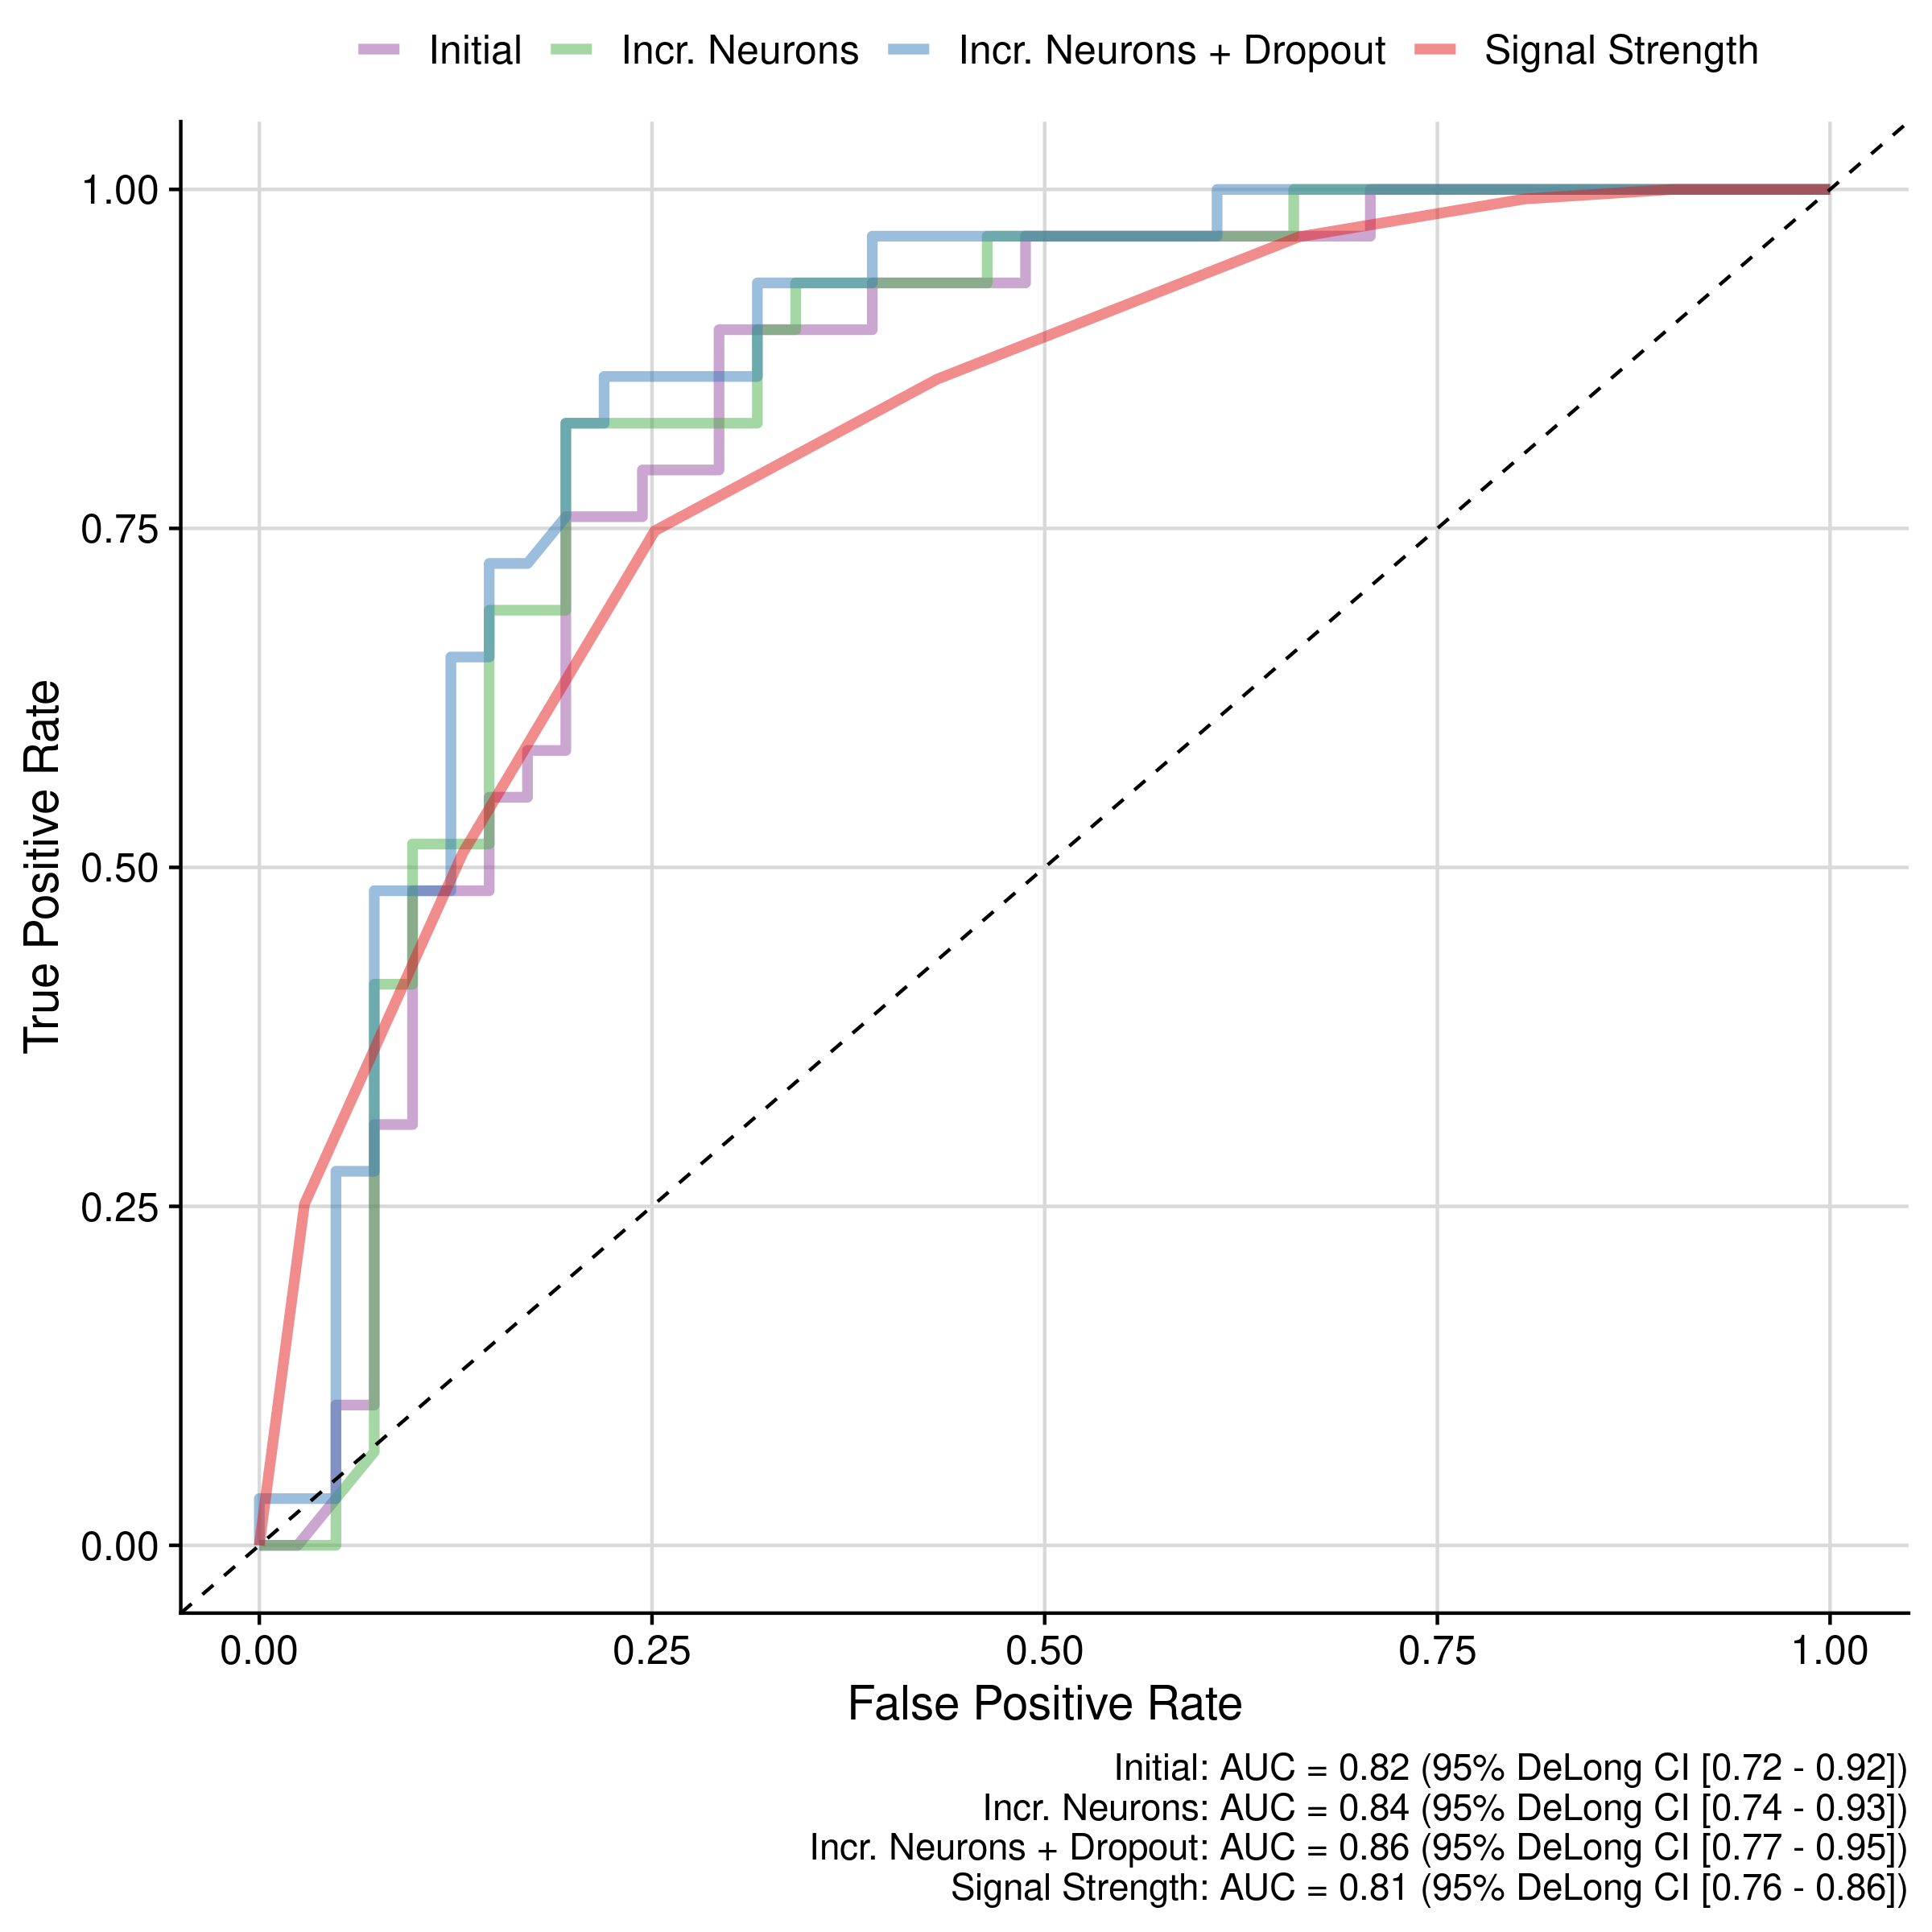 Initial Incr. Neurons Incr. Neurons + Dropout Signal Strength
1.00
0.75
0.50
0.25
0.00
True Positive Rate
0.00 0.25 0.50 0.75 1.00
False Positive Rate
Initial: AUC = 0.82 (95% DeLong CI [0.72 - 0.92])
Incr. Neurons: AUC = 0.84 (95% DeLong CI [0.74 - 0.93])
Incr. Neurons + Dropout: AUC = 0.86 (95% DeLong CI [0.77 - 0.95])
Signal Strength: AUC = 0.81 (95% DeLong CI [0.76 - 0.86])